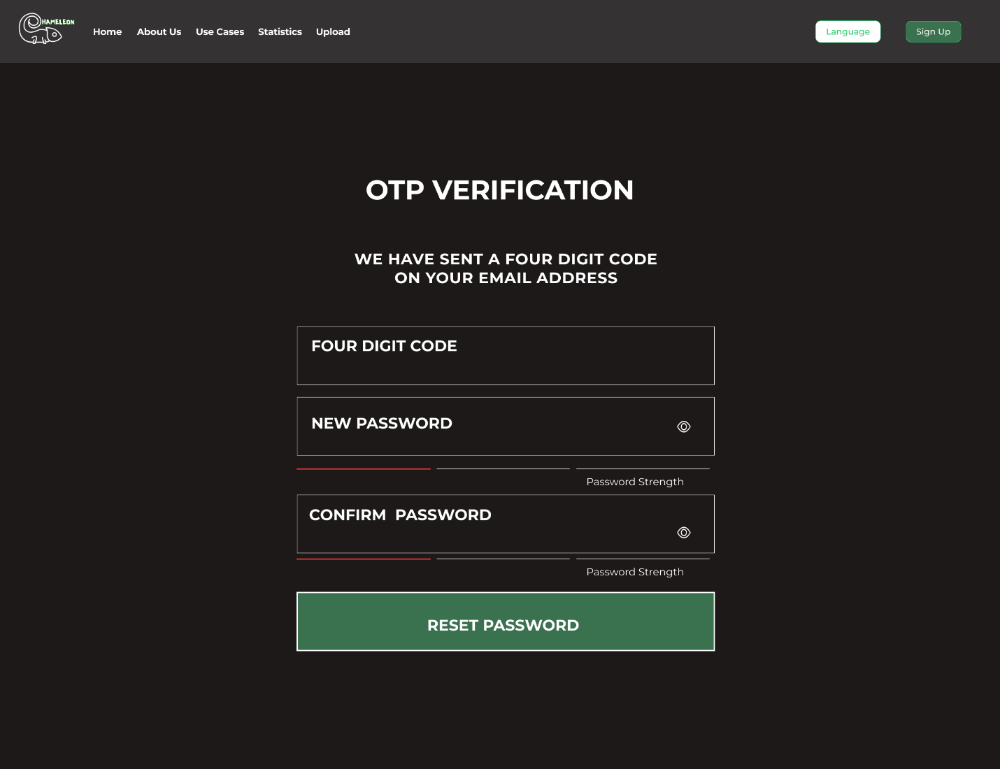 HAMELEON
Home About Us Use Cases Statistics Upload
Language
Sign Up
OTP VERIFICATION
WE HAVE SENT A FOUR DIGIT CODE
ON YOUR EMAIL ADDRESS
FOUR DIGIT CODE
NEW PASSWORD
Password Strength
CONFIRM PASSWORD
Password Strength
RESET PASSWORD